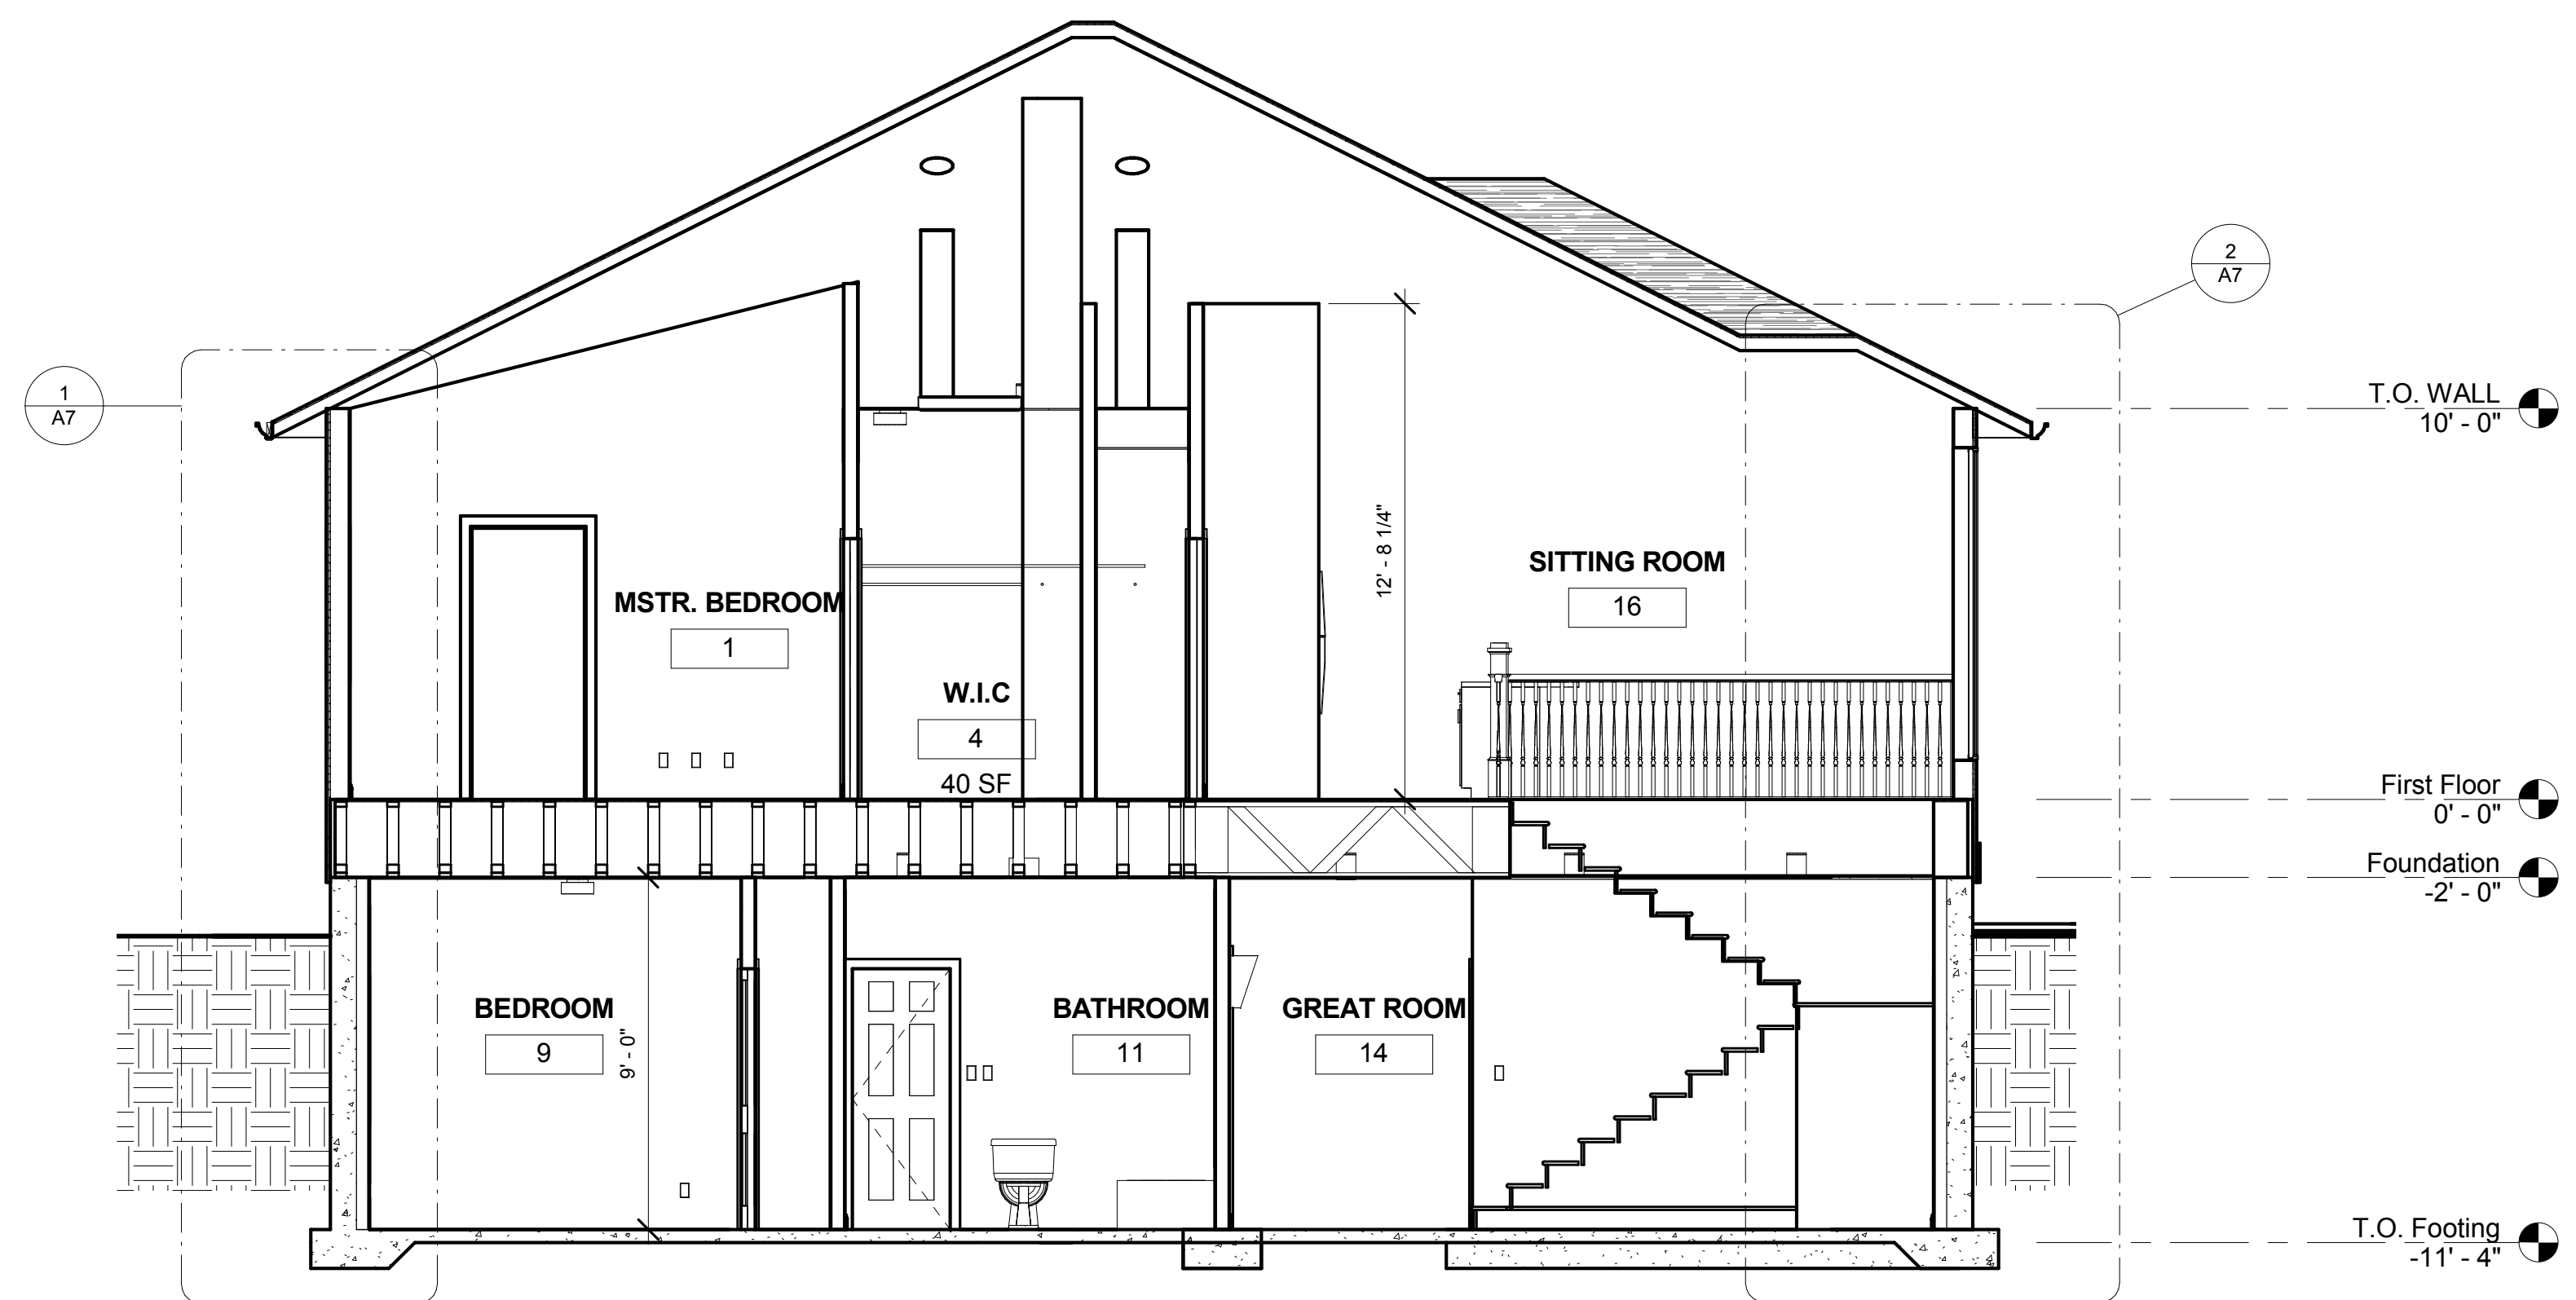 2
A7
1
A7
T.O. WALL
10' - 0"
12' - 8 1/4"
SITTING ROOM
16
MSTR. BEDROOM
1
W.I.C
4
40 SF
First Floor
0' - 0"
Foundation
-2' - 0"
BEDROOM
9
9' - 0"
BATHROOM
11
GREAT ROOM
14
T.O. Footing
-11' - 4"